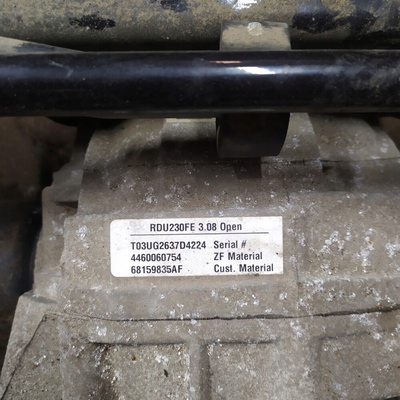 RDU230FE 3.08 Open
T03UG2637D4224 Serial #
4460060754 ZF Material
68159835AF Cust. Material